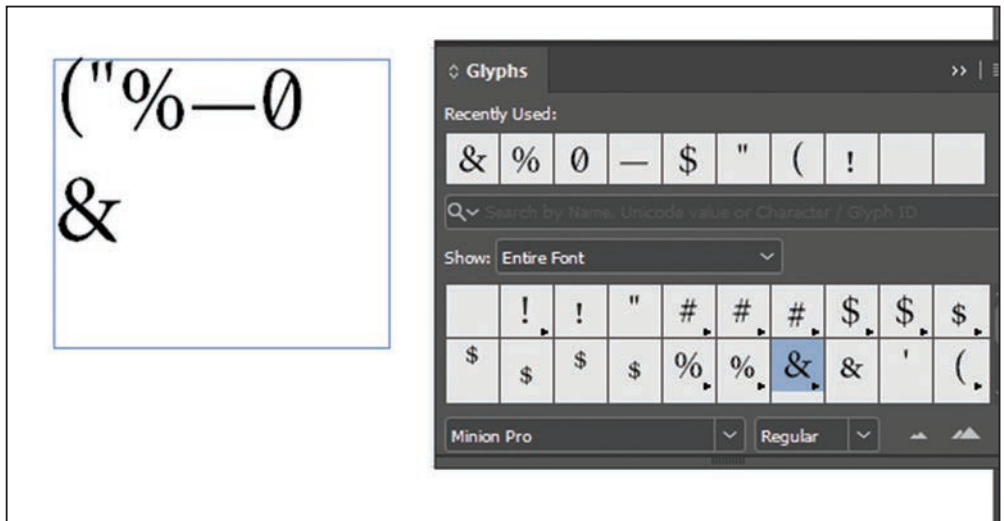 ("%—0
&
Glyphs
Recently Used:
& % 0 — $ " ( !
Search by Name, Unicode value or Character / Glyph ID
Show: Entire Font
! ! " # # # $ $ $
$ $ $ $ % % & & ' (
Minion Pro Regular